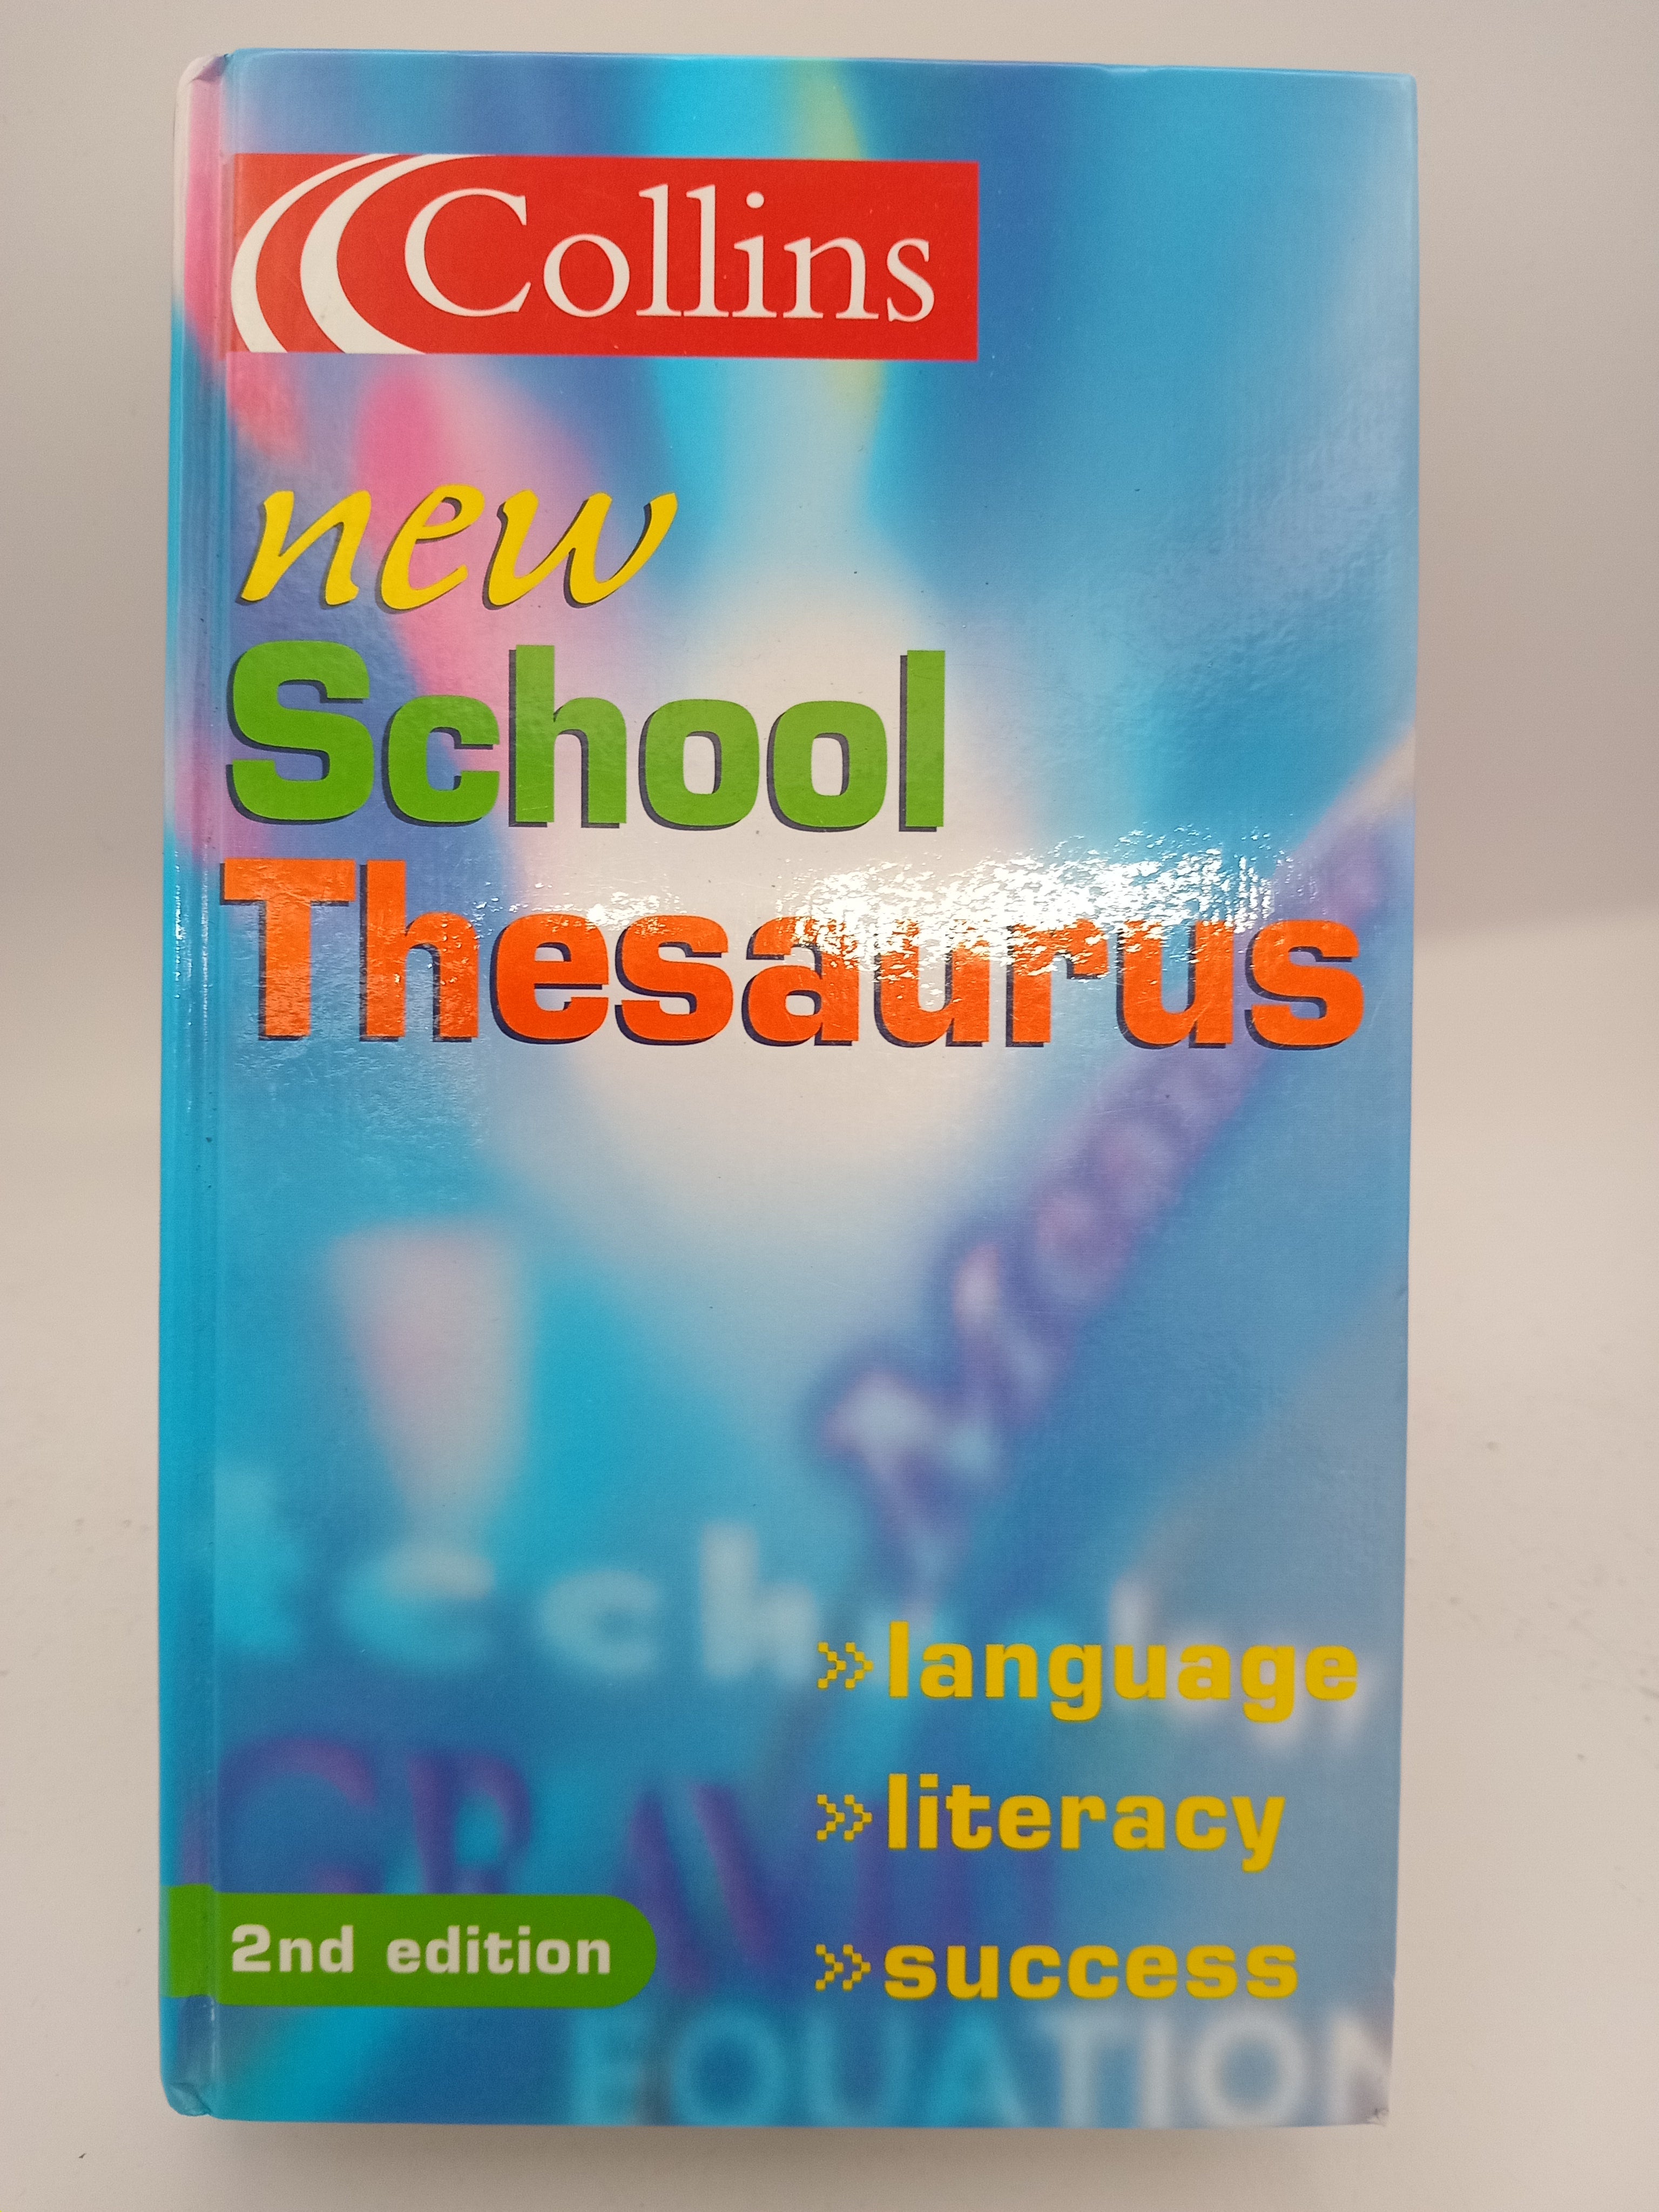 Collins
new
School
Thesaurus
»language
»literacy
2nd edition
»success
EQUATION